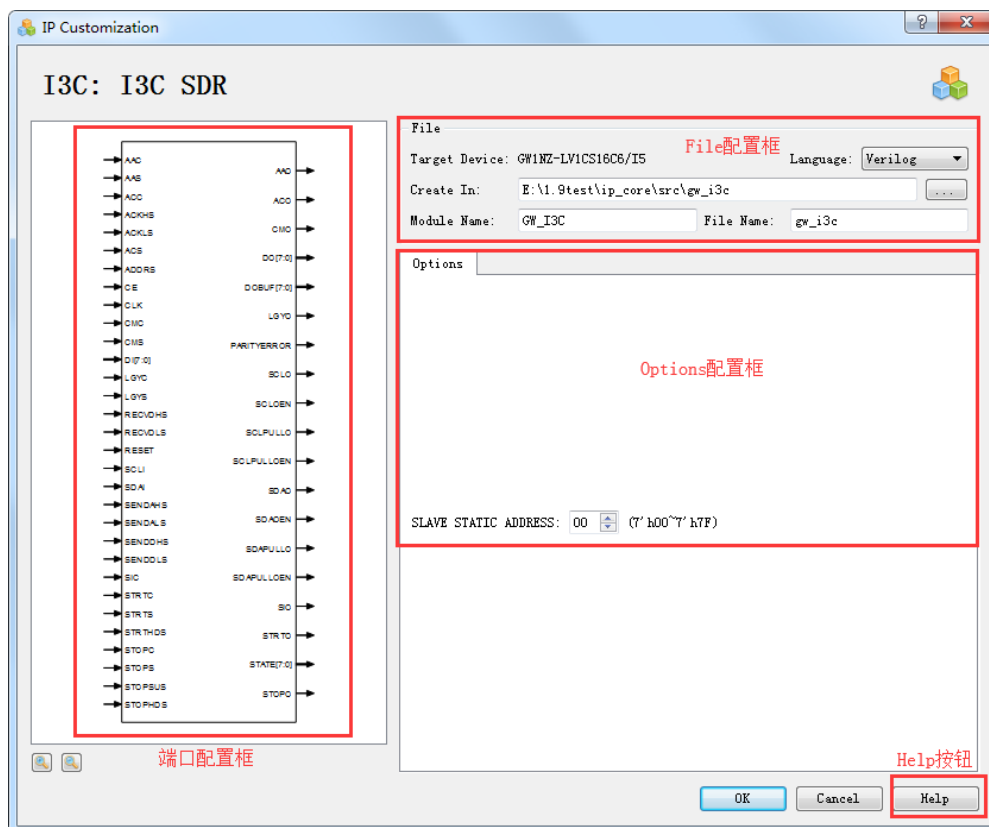 IP Customization
I3C: I3C SDR
File
File配置框
Target Device: GW1NZ-LV1CS16C6/I5
Language: Verilog
Create In: E:\1.9test\ip_core\src\gw_i3c
...
Module Name: GW_I3C
File Name: gw_i3c
Options
Options配置框
SLAVE STATIC ADDRESS: 00 (7'h00~7'h7F)
AAC
AAS
ACC
ACKHS
ACKLS
ACS
ADDRS
CE
CLK
CMC
CMS
DI[7:0]
LGYC
LGYS
RECVDHS
RECVDLS
RESET
SCLI
SDAI
SENDAHS
SENDALS
SENDDHS
SENDDLS
SIC
STRTC
STRTS
STRTHDS
STOPC
STOPS
STOPSUS
STOPHDS
AAO
ACO
CMO
DO[7:0]
DOBUF[7:0]
LGYO
PARITYERROR
SCLO
SCLOEN
SCLPULLO
SCLPULLOEN
SDAO
SDAOEN
SDAPULLO
SDAPULLOEN
SIO
STRTO
STATE[7:0]
STOPO
端口配置框
Help按钮
OK
Cancel
Help